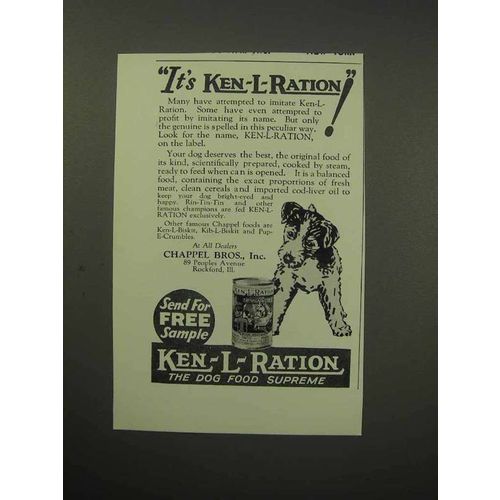 "It's KEN-L-RATION!"
Many have attempted to imitate Ken-L-
Ration. Some have even attempted to
profit by imitating its name. But only
the genuine is spelled in this peculiar way.
Look for the name, KEN-L-RATION,
on the label.
Your dog deserves the best, the original food of
its kind, scientifically prepared, cooked by steam,
ready to feed when can is opened. It is a balanced
food, containing the exact proportions of fresh
meat, clean cereals and imported cod-liver oil to
keep your dog bright-eyed and
happy. Rin-Tin-Tin and other
famous champions are fed KEN-L-
RATION exclusively.
Other famous Chappel foods are
Ken-L-Biskit, Kib-L-Biskit and Pup-
E-Crumbles.
At All Dealers
CHAPPEL BROS., Inc.
89 Peoples Avenue
Rockford, Ill.
Send For
FREE
Sample
KEN-L-RATION
KEN-L-RATION
THE DOG FOOD SUPREME